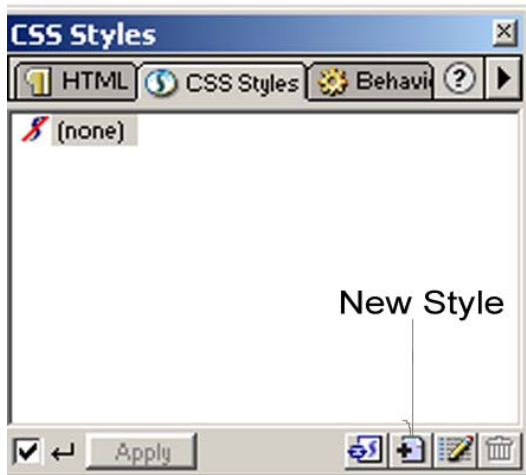 CSS Styles
HTML CSS Styles Behavi ?
(none)
New Style
Apply